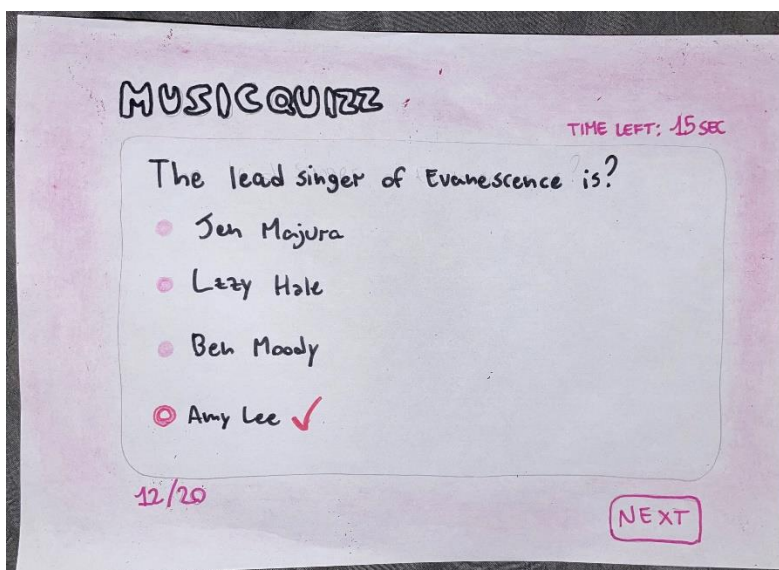 MUSICQUIZZ
TIME LEFT: 15 SEC
The lead singer of Evanescence is?
Jen Majura
Lzzy Hale
Ben Moody
Amy Lee ✓
12/20
NEXT